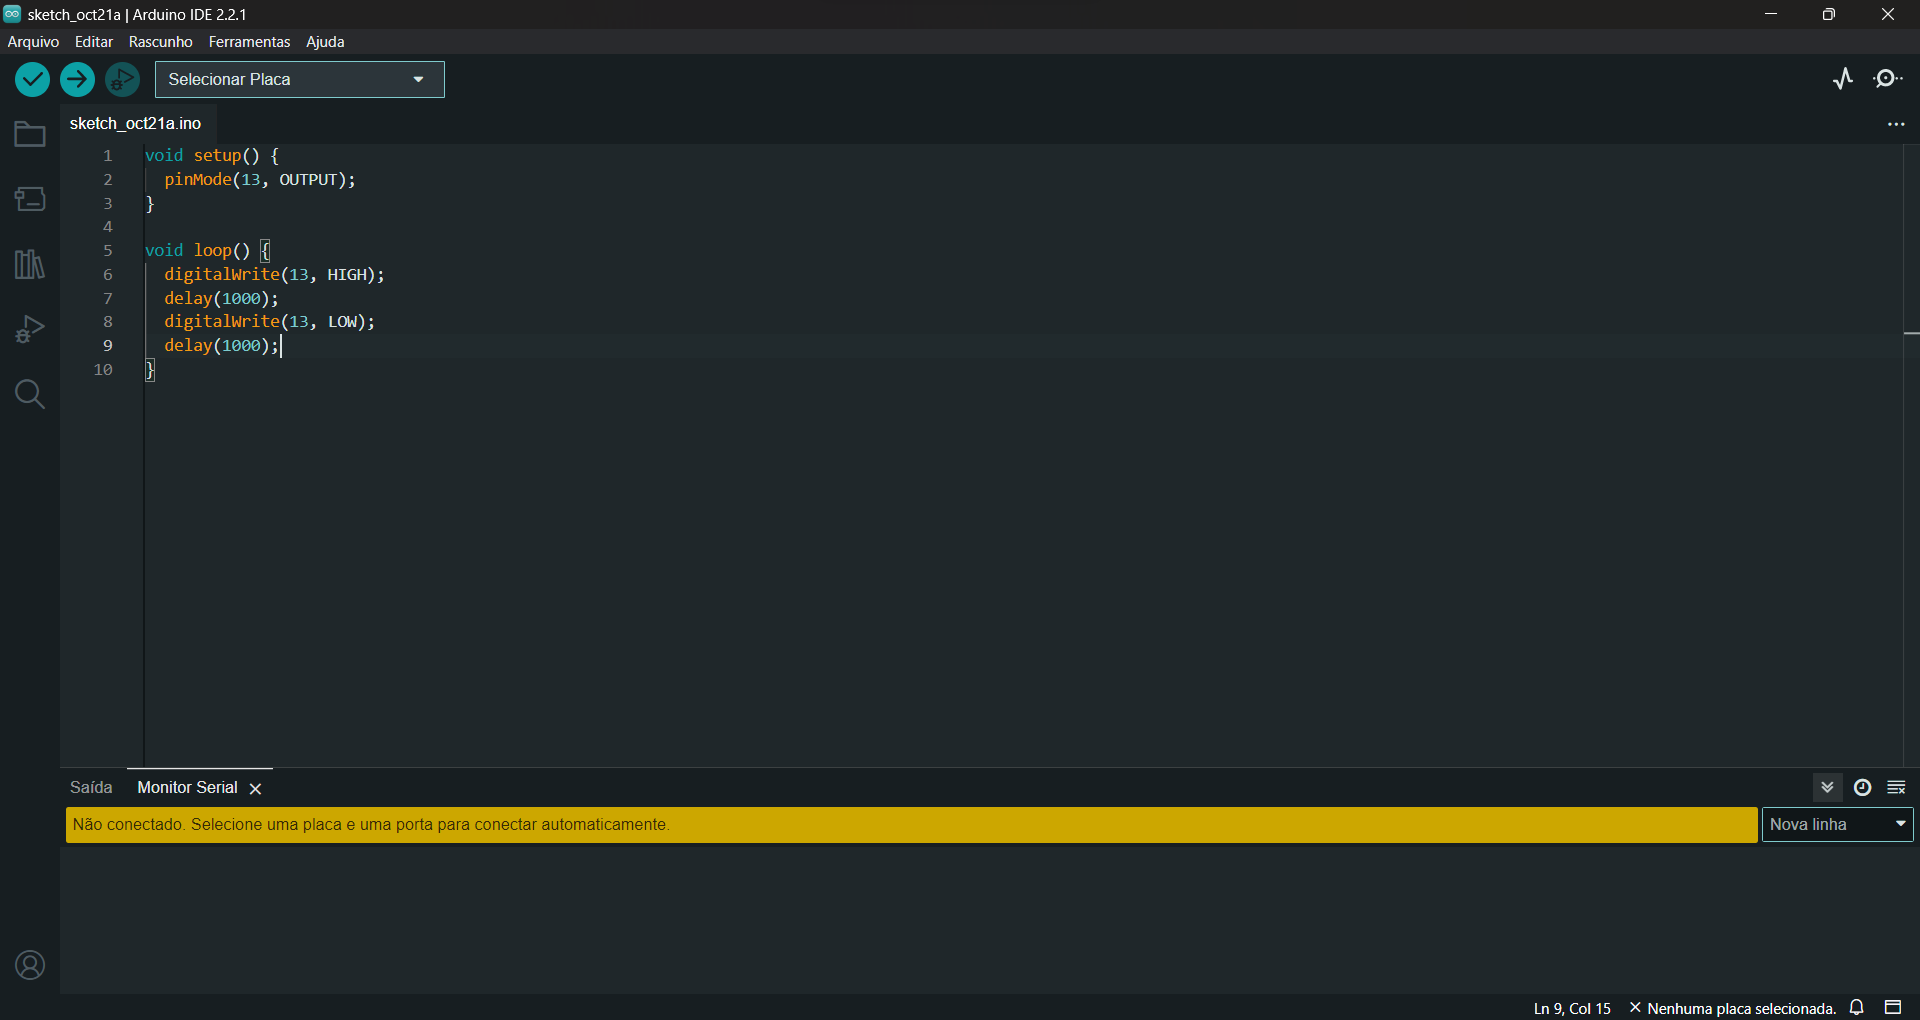 sketch_oct21a | Arduino IDE 2.2.1
Arquivo Editar Rascunho Ferramentas Ajuda
Selecionar Placa
sketch_oct21a.ino
1 void setup() {
2   pinMode(13, OUTPUT);
3 }
4
5 void loop() {
6   digitalWrite(13, HIGH);
7   delay(1000);
8   digitalWrite(13, LOW);
9   delay(1000);
10 }
Saída Monitor Serial
Não conectado. Selecione uma placa e uma porta para conectar automaticamente. Nova linha
Ln 9, Col 15 Nenhuma placa selecionada.